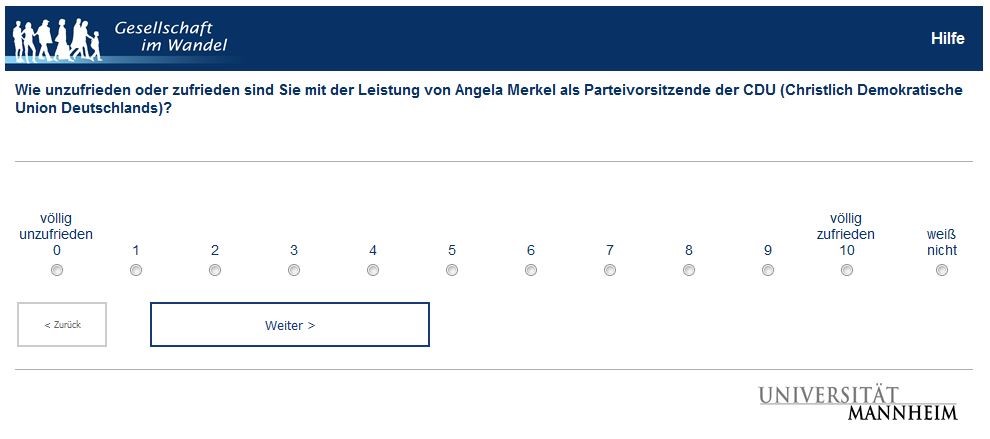 Gesellschaft
im Wandel
Hilfe
Wie unzufrieden oder zufrieden sind Sie mit der Leistung von Angela Merkel als Parteivorsitzende der CDU (Christlich Demokratische
Union Deutschlands)?
völlig
unzufrieden
0 1 2 3 4 5 6 7 8 9
völlig
zufrieden
10
weiß
nicht
< Zurück
Weiter >
UNIVERSITÄT
MANNHEIM